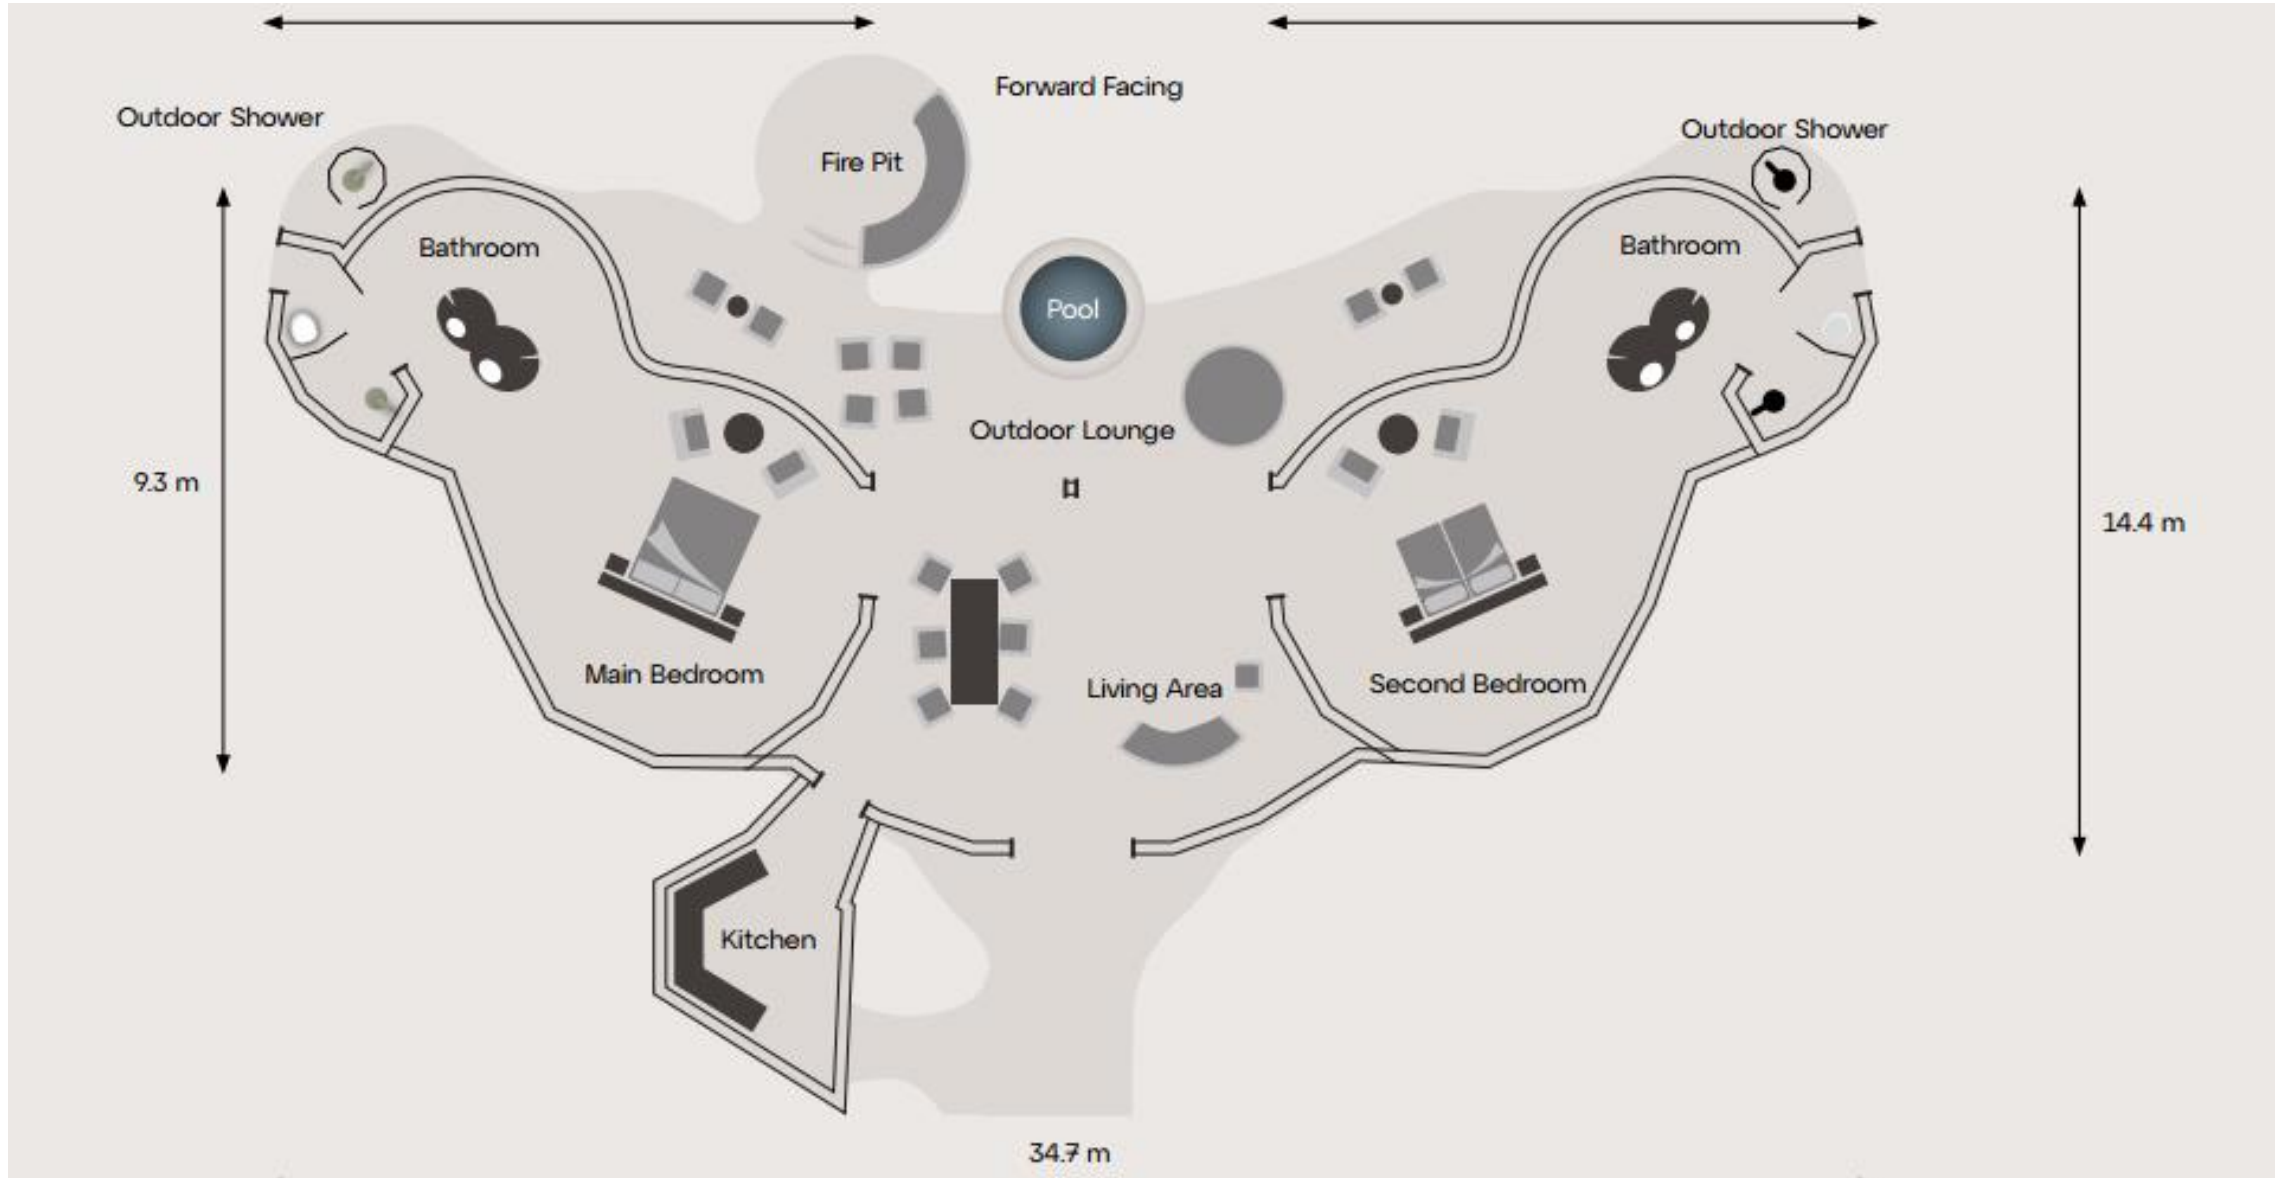 Forward Facing
Outdoor Shower
Outdoor Shower
Fire Pit
Bathroom
Bathroom
Pool
Outdoor Lounge
9.3 m
14.4 m
Main Bedroom
Living Area
Second Bedroom
Kitchen
34.7 m